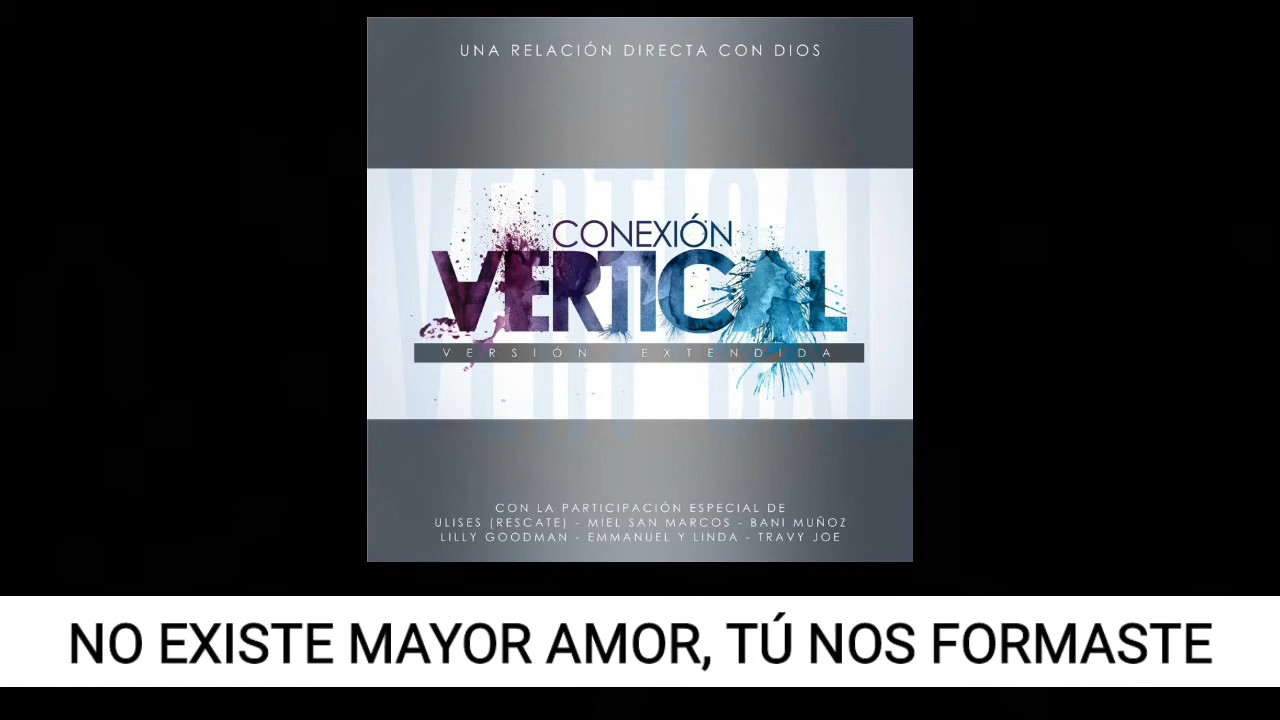 UNA RELACIÓN DIRECTA CON DIOS
CONEXIÓN
VERTICAL
VERSIÓN EXTENDIDA
CON LA PARTICIPACIÓN ESPECIAL DE
ULISES (RESCATE) - MIEL SAN MARCOS - BANI MUÑOZ
LILLY GOODMAN - EMMANUEL Y LINDA - TRAVY JOE
NO EXISTE MAYOR AMOR, TÚ NOS FORMASTE